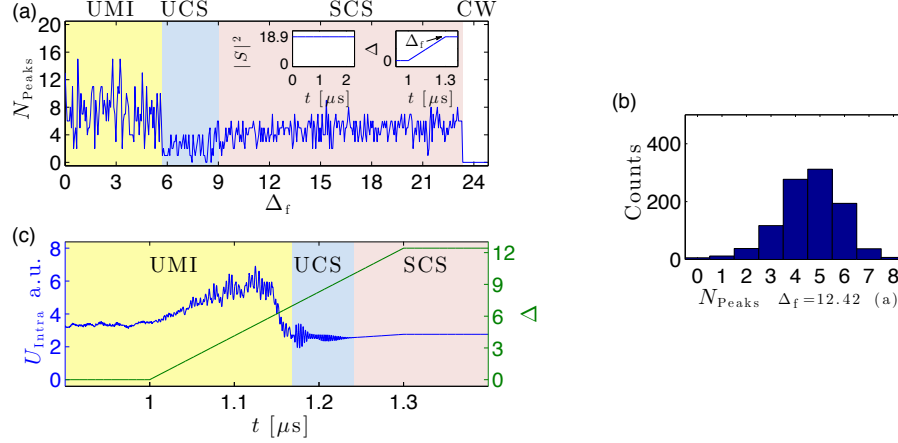 (a) UMI UCS SCS CW
20
16
12
8
4
0
N_Peaks
0 3 6 9 12 15 18 21 24
Δ_f
|S|^2
18.9
0 1 2
t [μs]
Δ
Δ_f
0
1 1.3
t [μs]
(b)
400
200
0
Counts
0 1 2 3 4 5 6 7 8
N_Peaks Δ_f=12.42 (a)
(c)
UMI UCS SCS
8
6
4
2
0
U_Intra a.u.
12
9
6
3
0
Δ
1 1.1 1.2 1.3
t [μs]